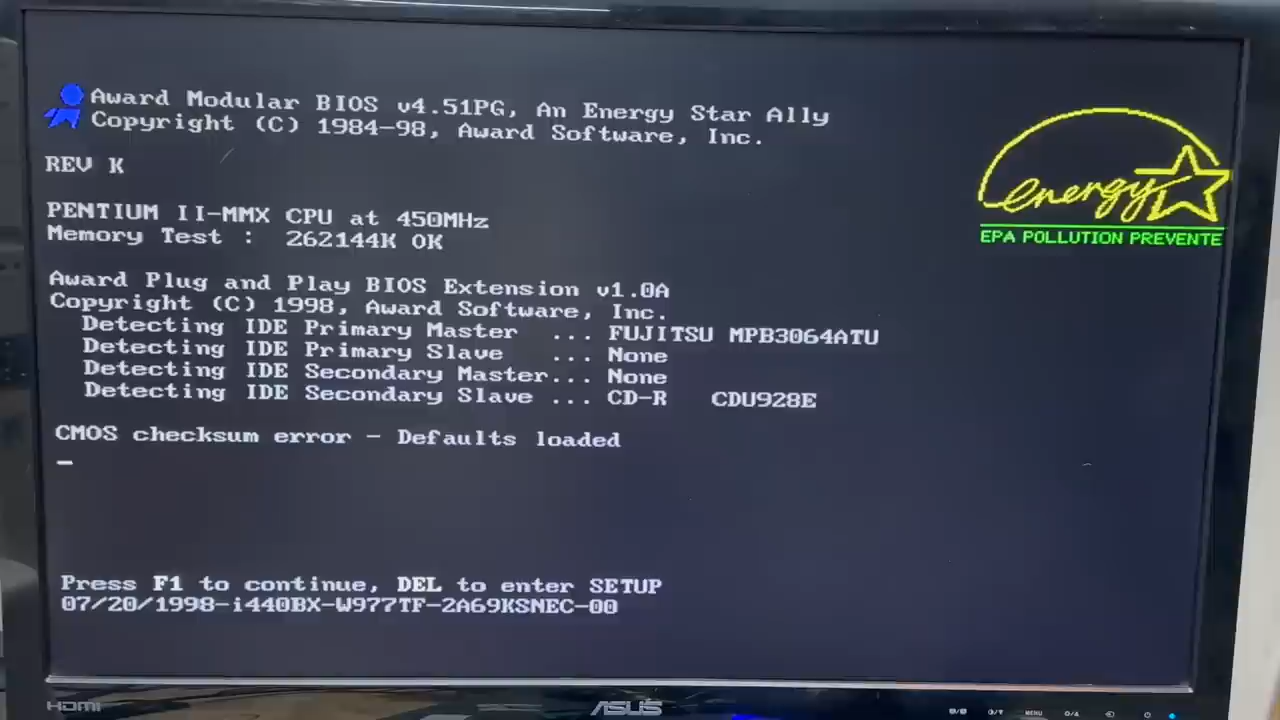 Award Modular BIOS v4.51PG, An Energy Star Ally
Copyright (C) 1984-98, Award Software, Inc.
REV K
energy
EPA POLLUTION PREVENTE
PENTIUM II-MMX CPU at 450MHz
Memory Test :  262144K OK
Award Plug and Play BIOS Extension v1.0A
Copyright (C) 1998, Award Software, Inc.
Detecting IDE Primary Master   ... FUJITSU MPB3064ATU
Detecting IDE Primary Slave    ... None
Detecting IDE Secondary Master... None
Detecting IDE Secondary Slave ... CD-R   CDU928E
CMOS checksum error - Defaults loaded
Press F1 to continue, DEL to enter SETUP
07/20/1998-i440BX-W977TF-2A69KSNEC-00
HDMI
ASUS
MENU